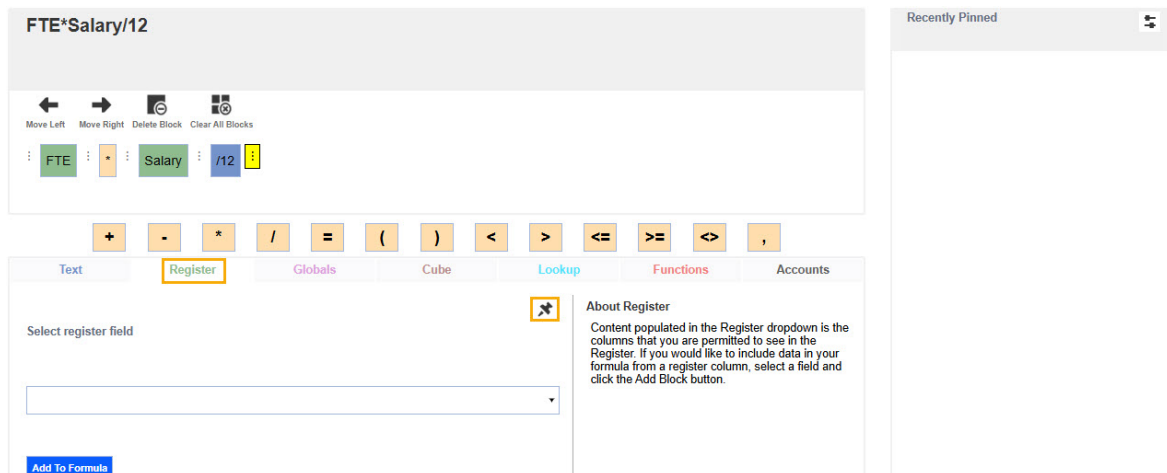 FTE*Salary/12
Recently Pinned
Move Left Move Right Delete Block Clear All Blocks
FTE * Salary /12
+ - * / = ( ) < > <= >= <> ,
Text Register Globals Cube Lookup Functions Accounts
Select register field
About Register
Content populated in the Register dropdown is the
columns that you are permitted to see in the
Register. If you would like to include data in your
formula from a register column, select a field and
click the Add Block button.
Add To Formula